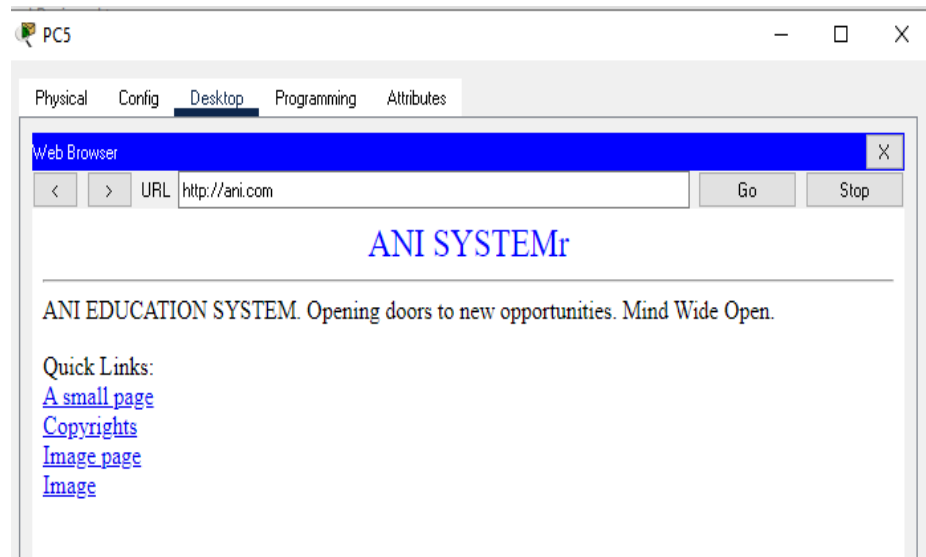 PC5
Physical Config Desktop Programming Attributes
Web Browser X
< > URL http://ani.com Go Stop
ANI SYSTEMr
ANI EDUCATION SYSTEM. Opening doors to new opportunities. Mind Wide Open.
Quick Links:
A small page
Copyrights
Image page
Image